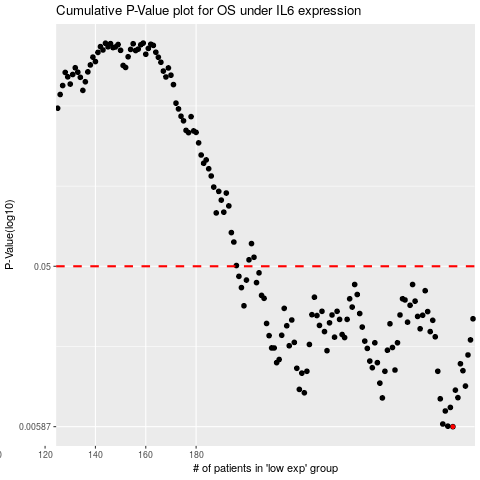 Cumulative P-Value plot for OS under IL6 expression
P-Value(log10)
0.05
0.00587
0 120 140 160 180
# of patients in 'low exp' group